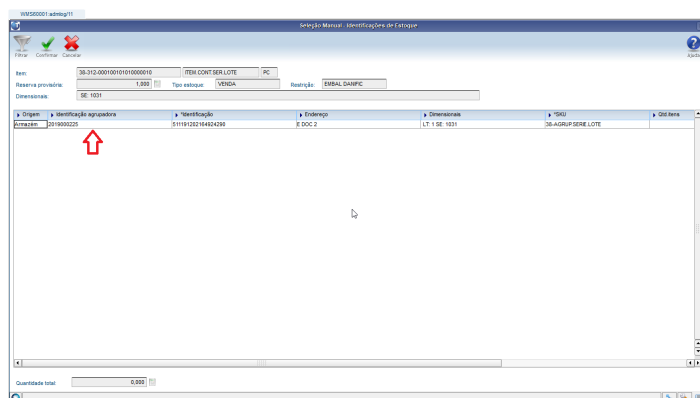 WMS80001:admlog/11
Seleção Manual - Identificações de Estoque
Filtrar Confirmar Cancelar Ajuda
Item: 38-312-000100101010000010 ITEM.CONT.SER.LOTE PC
Reserva provisória: 1,000 Tipo estoque VENDA Restrição: EMBAL DANIFIC
Dimensionais: SE: 1031
Origem Identificação agrupadora *Identificação Endereço Dimensionais *SKU Qtd.itens
Armazém 2019000225 E DOC 2 LT: 1 SE: 1031 38-AGRUP.SERIE.LOTE
Quantidade total: 0,000